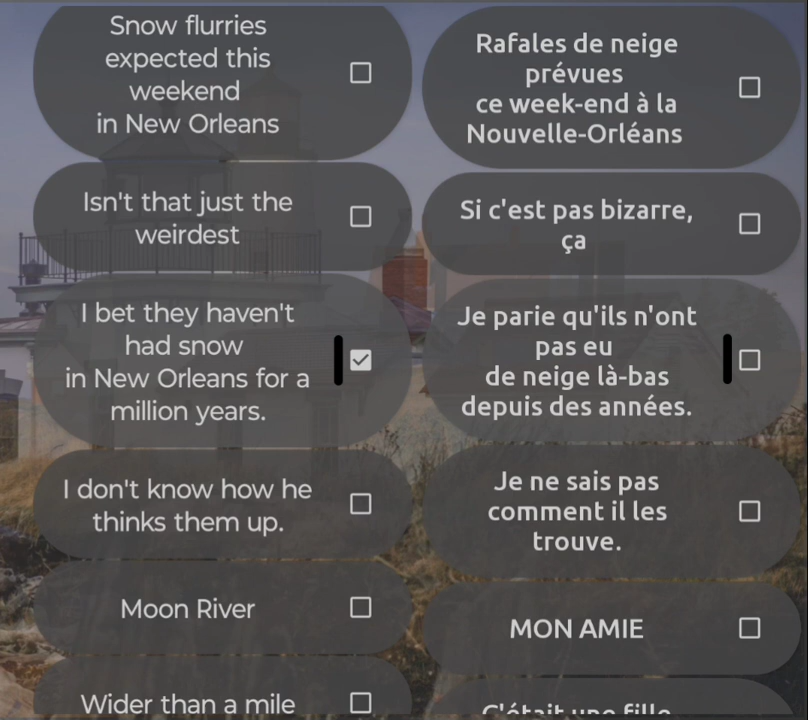 Snow flurries
expected this
weekend
in New Orleans
Rafales de neige
prévues
ce week-end à la
Nouvelle-Orléans
Isn't that just the
weirdest
Si c'est pas bizarre,
ça
I bet they haven't
had snow
in New Orleans for a
million years.
Je parie qu'ils n'ont
pas eu
de neige là-bas
depuis des années.
I don't know how he
thinks them up.
Je ne sais pas
comment il les
trouve.
Moon River
MON AMIE
Wider than a mile
C'était une fille